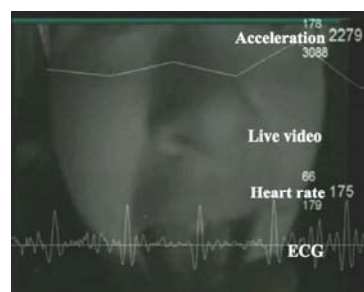 178
Acceleration 2279
3088
Live video
66
Heart rate 175
179
ECG